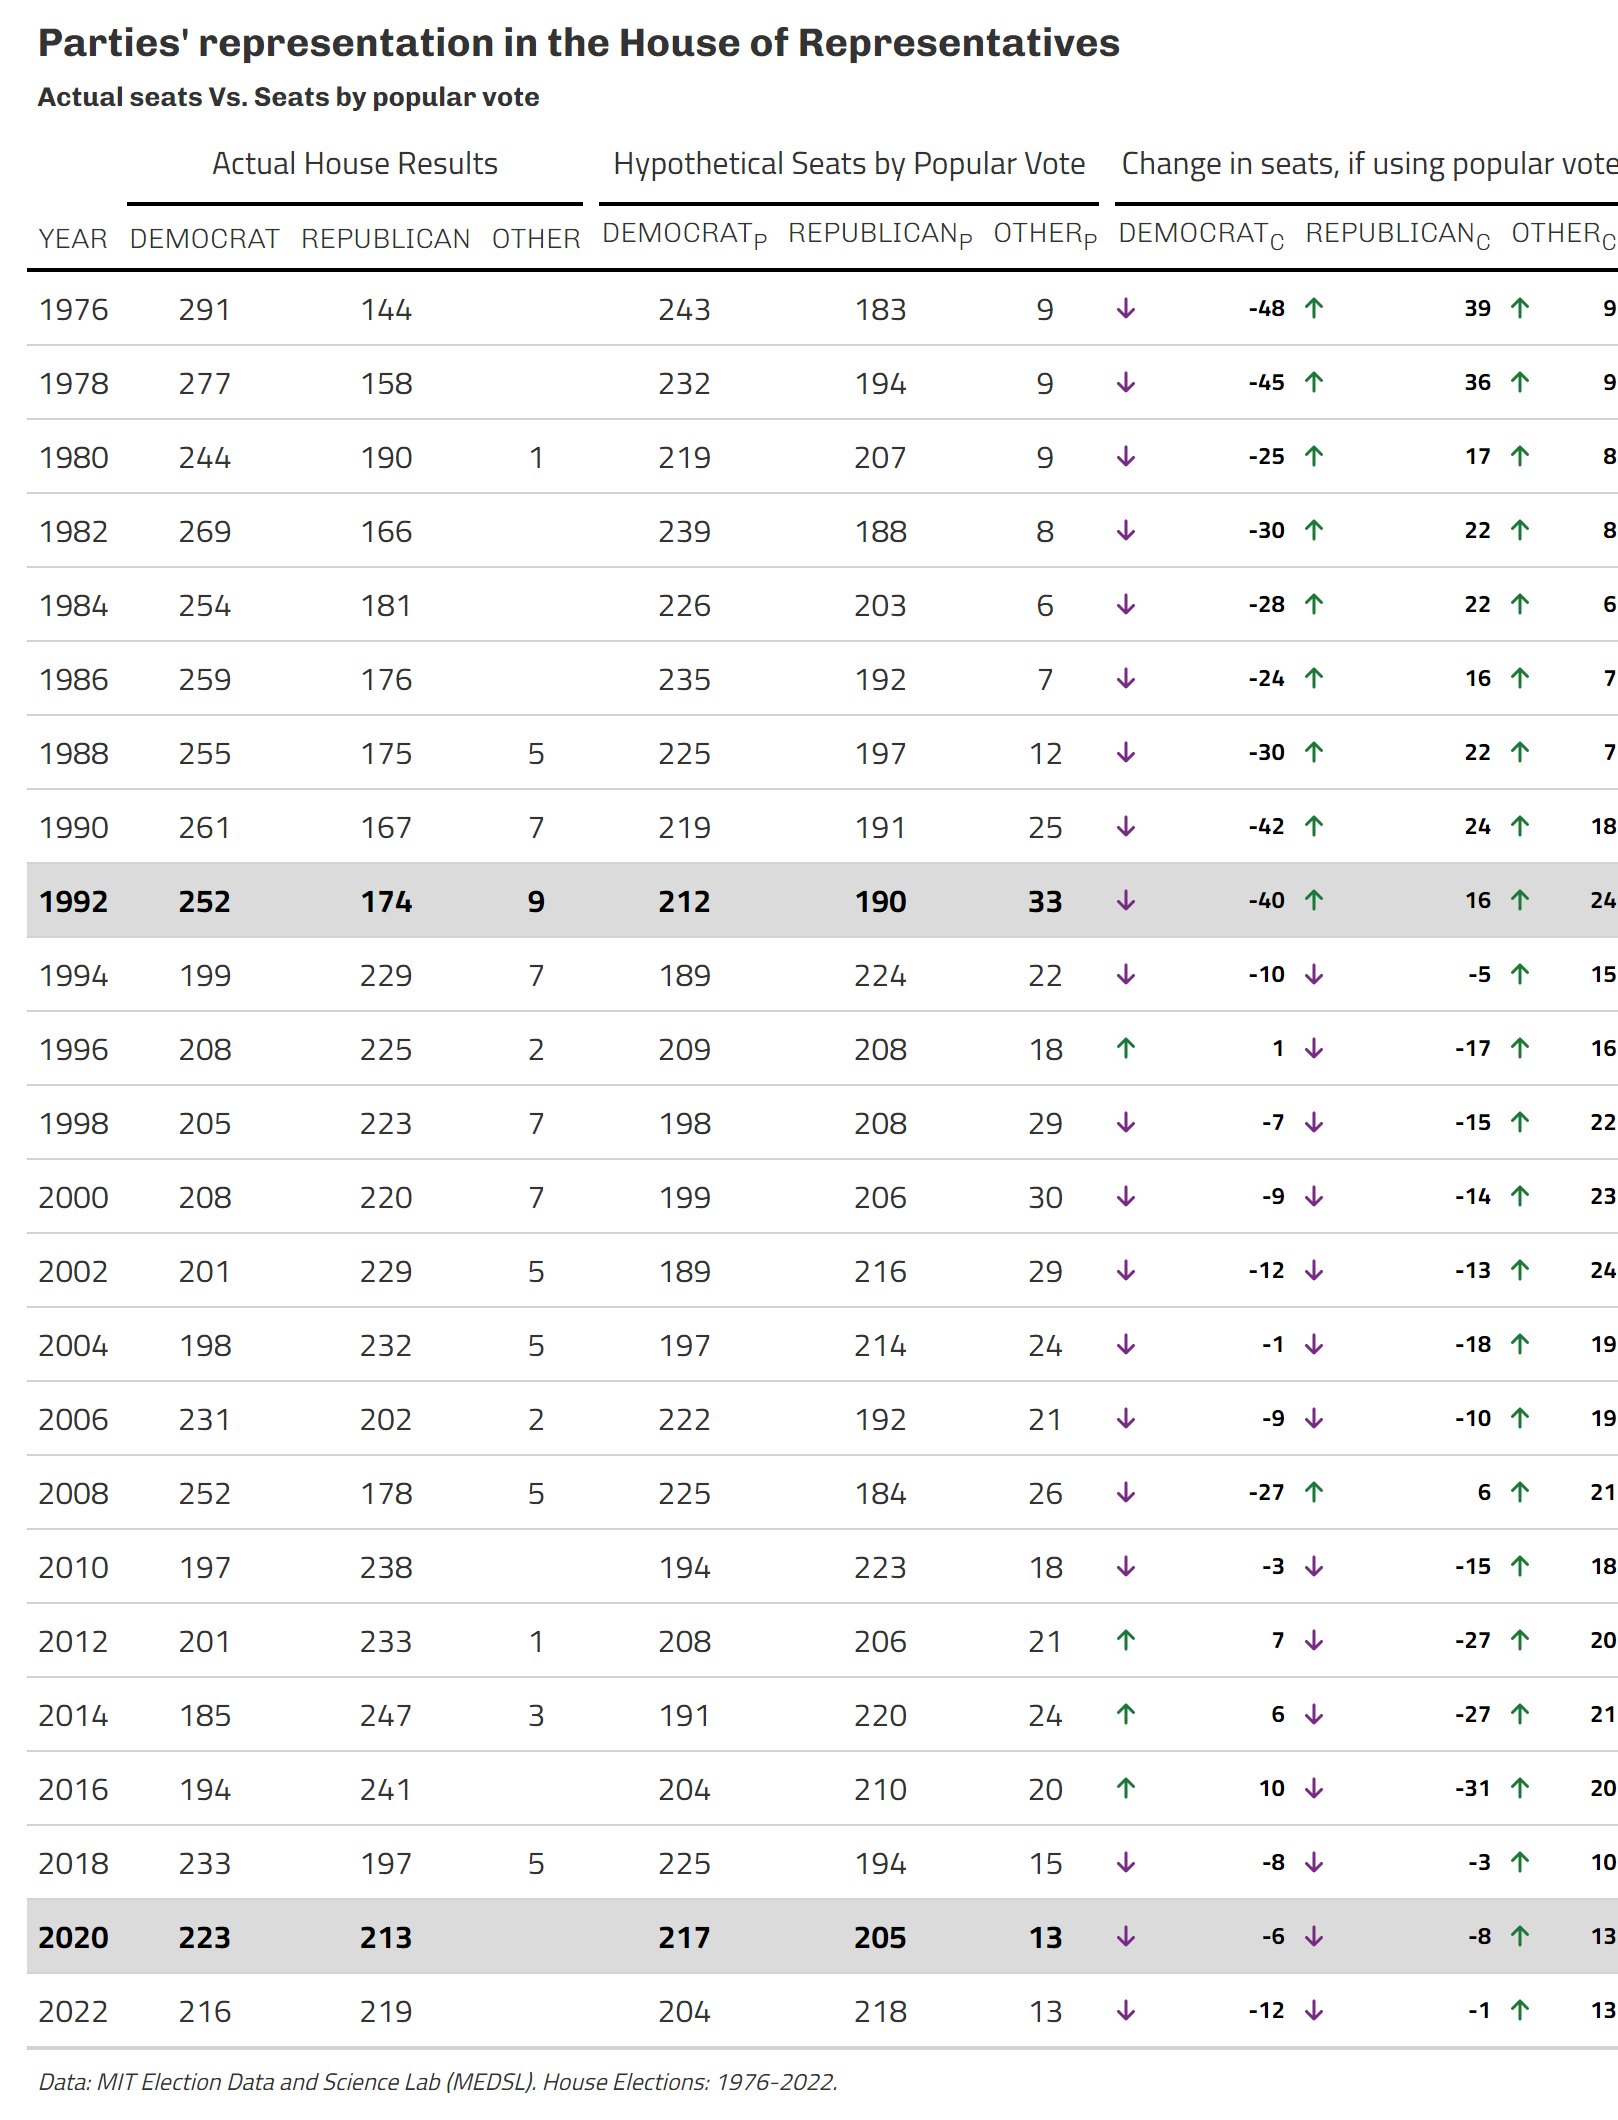 Parties' representation in the House of Representatives
Actual seats Vs. Seats by popular vote
Actual House Results Hypothetical Seats by Popular Vote Change in seats, if using popular vote
YEAR DEMOCRAT REPUBLICAN OTHER DEMOCRATP REPUBLICANP OTHERP DEMOCRATC REPUBLICANC OTHERC
1976 291 144 243 183 9 ↓ -48 ↑ 39 ↑ 9
1978 277 158 232 194 9 ↓ -45 ↑ 36 ↑ 9
1980 244 190 1 219 207 9 ↓ -25 ↑ 17 ↑ 8
1982 269 166 239 188 8 ↓ -30 ↑ 22 ↑ 8
1984 254 181 226 203 6 ↓ -28 ↑ 22 ↑ 6
1986 259 176 235 192 7 ↓ -24 ↑ 16 ↑ 7
1988 255 175 5 225 197 12 ↓ -30 ↑ 22 ↑ 7
1990 261 167 7 219 191 25 ↓ -42 ↑ 24 ↑ 18
1992 252 174 9 212 190 33 ↓ -40 ↑ 16 ↑ 24
1994 199 229 7 189 224 22 ↓ -10 ↓ -5 ↑ 15
1996 208 225 2 209 208 18 ↑ 1 ↓ -17 ↑ 16
1998 205 223 7 198 208 29 ↓ -7 ↓ -15 ↑ 22
2000 208 220 7 199 206 30 ↓ -9 ↓ -14 ↑ 23
2002 201 229 5 189 216 29 ↓ -12 ↓ -13 ↑ 24
2004 198 232 5 197 214 24 ↓ -1 ↓ -18 ↑ 19
2006 231 202 2 222 192 21 ↓ -9 ↓ -10 ↑ 19
2008 252 178 5 225 184 26 ↓ -27 ↑ 6 ↑ 21
2010 197 238 194 223 18 ↓ -3 ↓ -15 ↑ 18
2012 201 233 1 208 206 21 ↑ 7 ↓ -27 ↑ 20
2014 185 247 3 191 220 24 ↑ 6 ↓ -27 ↑ 21
2016 194 241 204 210 20 ↑ 10 ↓ -31 ↑ 20
2018 233 197 5 225 194 15 ↓ -8 ↓ -3 ↑ 10
2020 223 213 217 205 13 ↓ -6 ↓ -8 ↑ 13
2022 216 219 204 218 13 ↓ -12 ↓ -1 ↑ 13
Data: MIT Election Data and Science Lab (MEDSL). House Elections: 1976-2022.